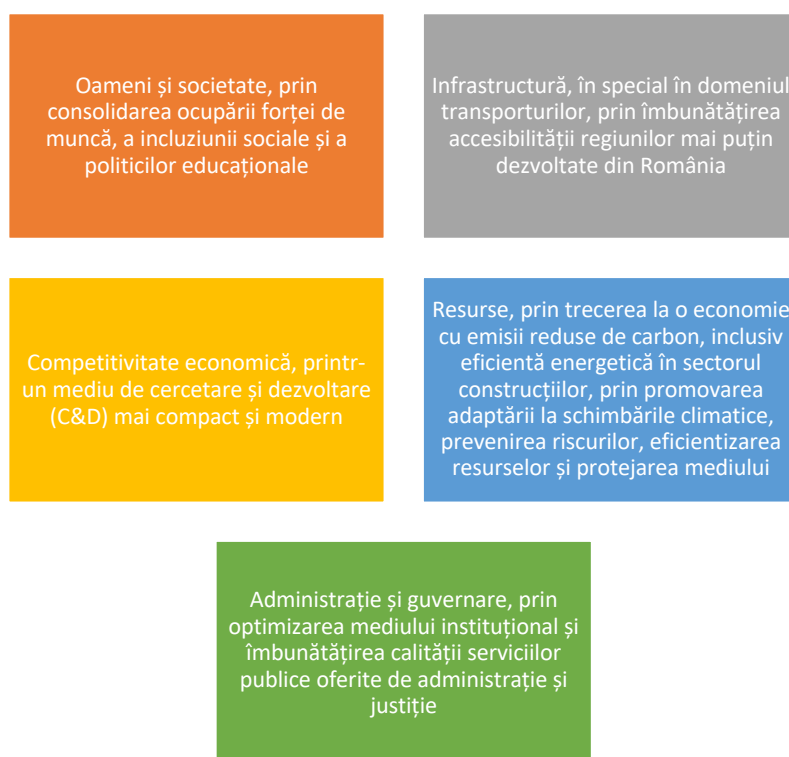 Oameni și societate, prin
consolidarea ocupării forței de
muncă, a incluziunii sociale și a
politicilor educaționale
Infrastructură, în special în domeniul
transporturilor, prin îmbunătățirea
accesibilității regiunilor mai puțin
dezvoltate din România
Competitivitate economică, printr-
un mediu de cercetare și dezvoltare
(C&D) mai compact și modern
Resurse, prin trecerea la o economie
cu emisii reduse de carbon, inclusiv
eficientă energetică în sectorul
construcțiilor, prin promovarea
adaptării la schimbările climatice,
prevenirea riscurilor, eficientizarea
resurselor și protejarea mediului
Administrație și guvernare, prin
optimizarea mediului instituțional și
îmbunătățirea calității serviciilor
publice oferite de administrație și
justiție